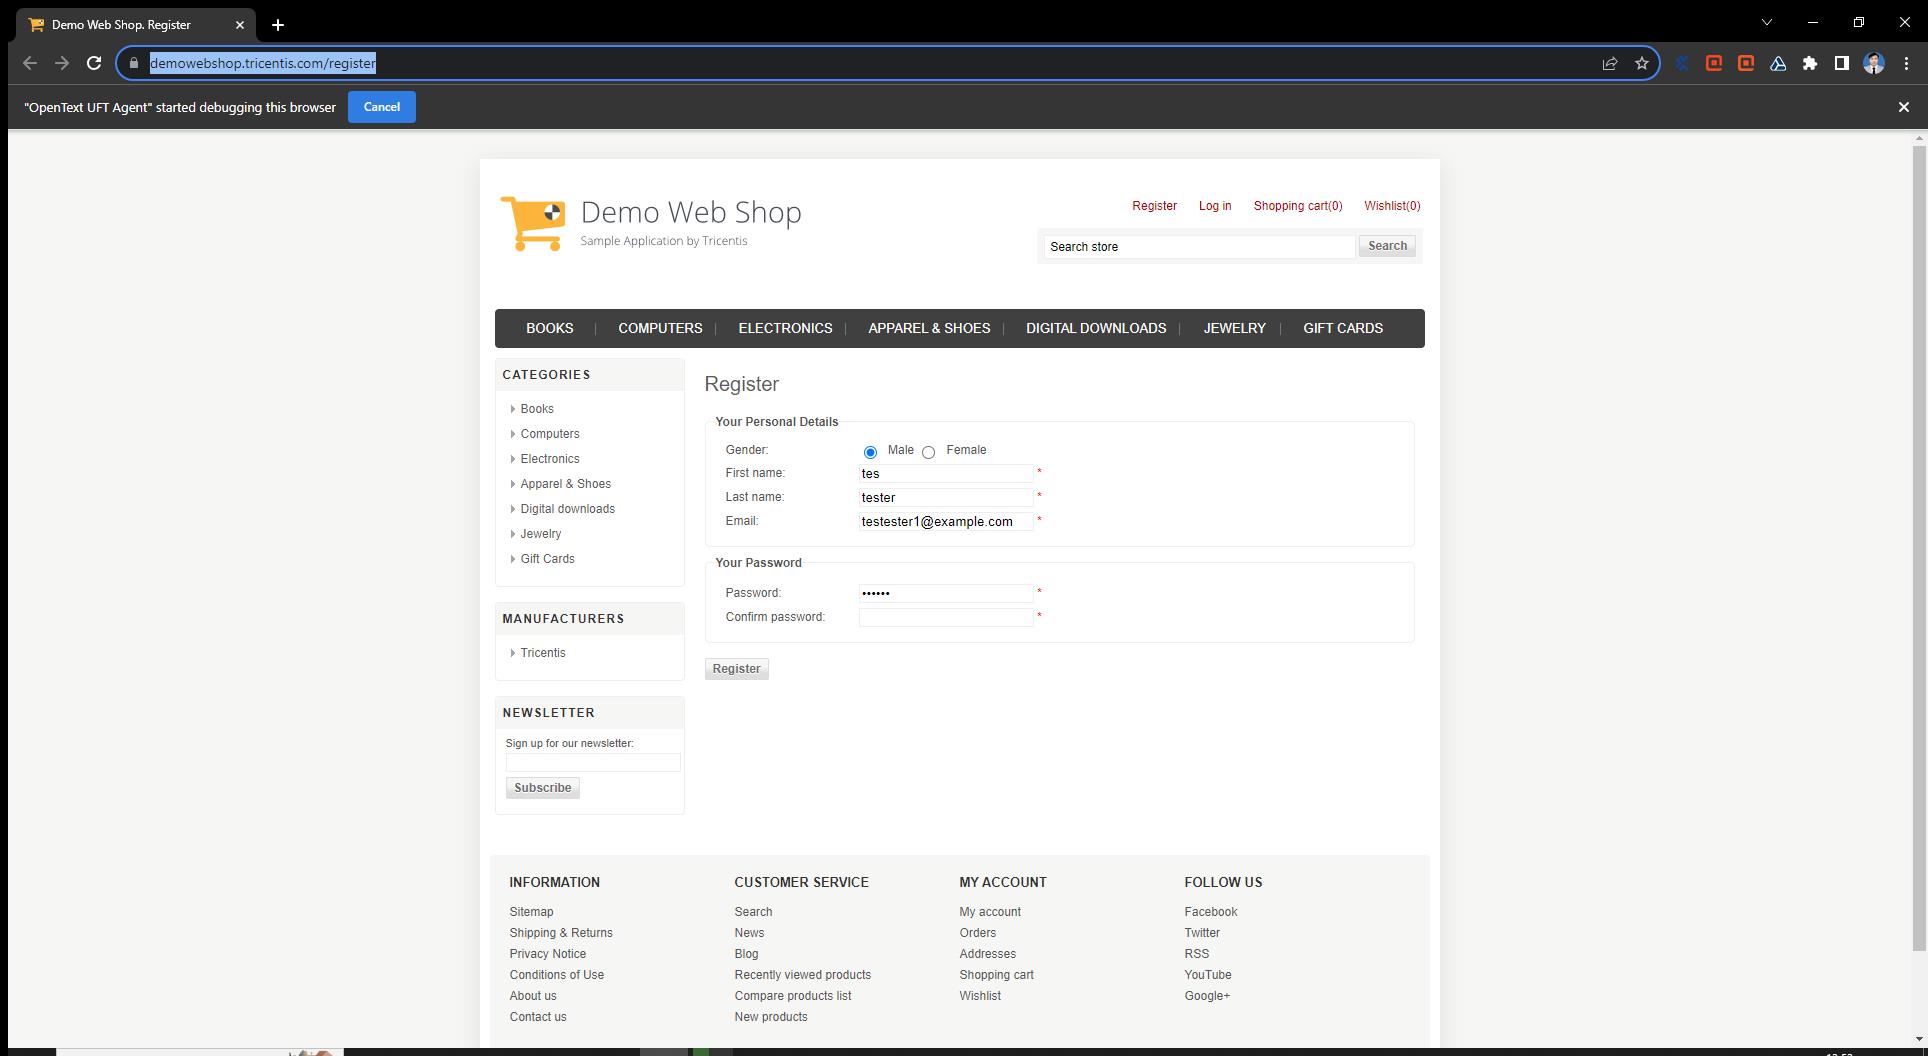 Demo Web Shop. Register
demowebshop.tricentis.com/register
"OpenText UFT Agent" started debugging this browser
Cancel
Demo Web Shop
Sample Application by Tricentis
Register Log in Shopping cart(0) Wishlist(0)
Search store
Search
BOOKS | COMPUTERS | ELECTRONICS | APPAREL & SHOES | DIGITAL DOWNLOADS | JEWELRY | GIFT CARDS
CATEGORIES
Books
Computers
Electronics
Apparel & Shoes
Digital downloads
Jewelry
Gift Cards
MANUFACTURERS
Tricentis
NEWSLETTER
Sign up for our newsletter:
Subscribe
Register
Your Personal Details
Gender: Male Female
First name: tes *
Last name: tester *
Email: testester1@example.com *
Your Password
Password: •••••• *
Confirm password: *
Register
INFORMATION
Sitemap
Shipping & Returns
Privacy Notice
Conditions of Use
About us
Contact us
CUSTOMER SERVICE
Search
News
Blog
Recently viewed products
Compare products list
New products
MY ACCOUNT
My account
Orders
Addresses
Shopping cart
Wishlist
FOLLOW US
Facebook
Twitter
RSS
YouTube
Google+